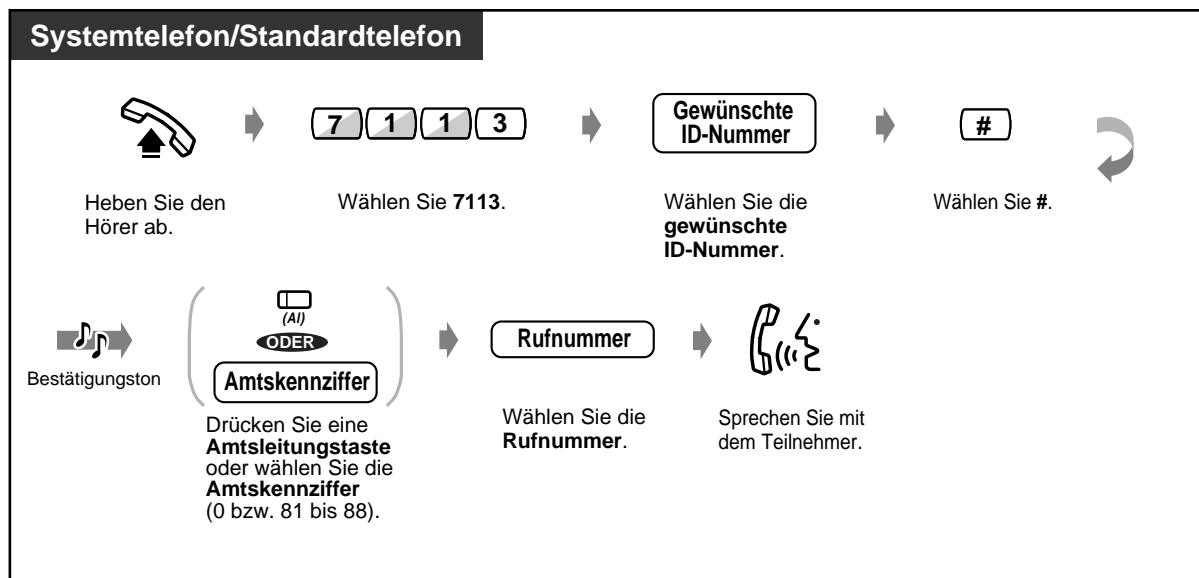 Systemtelefon/Standardtelefon
7 1 1 3
Gewünschte
ID-Nummer
#
Heben Sie den
Hörer ab.
Wählen Sie 7113.
Wählen Sie die
gewünschte
ID-Nummer.
Wählen Sie #.
Bestätigungston
(AI)
ODER
Amtskennziffer
Drücken Sie eine
Amtsleitungstaste
oder wählen Sie die
Amtskennziffer
(0 bzw. 81 bis 88).
Rufnummer
Wählen Sie die
Rufnummer.
Sprechen Sie mit
dem Teilnehmer.